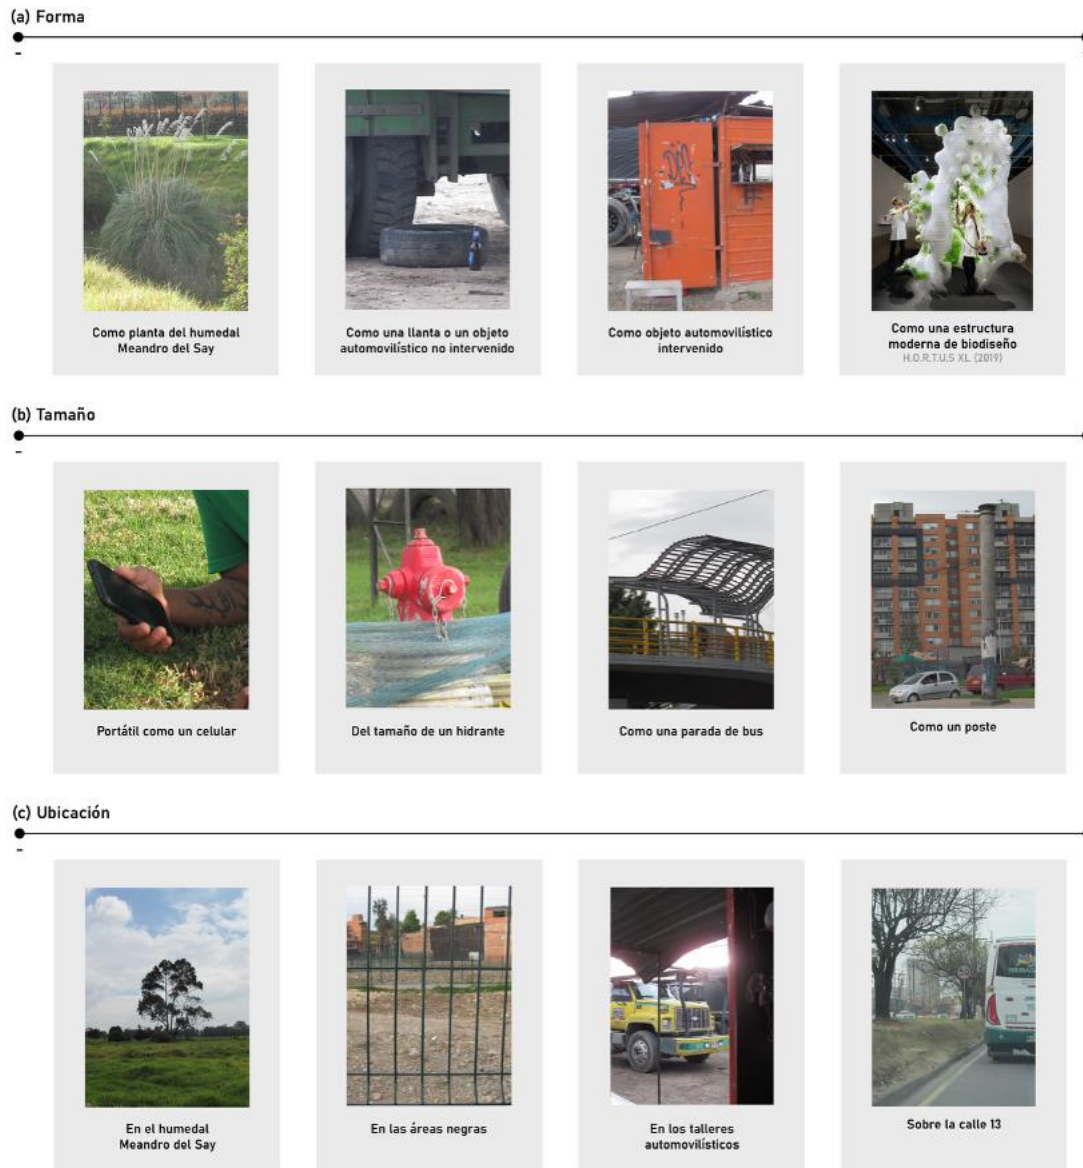 (a) Forma
-
Como planta del humedal
Meandro del Say
Como una llanta o un objeto
automovilístico no intervenido
Como objeto automovilístico
intervenido
Como una estructura
moderna de biodiseño
H.O.R.T.U.S XL (2019)
(b) Tamaño
-
Portátil como un celular
Del tamaño de un hidrante
Como una parada de bus
Como un poste
(c) Ubicación
-
En el humedal
Meandro del Say
En las áreas negras
En los talleres
automovilísticos
Sobre la calle 13